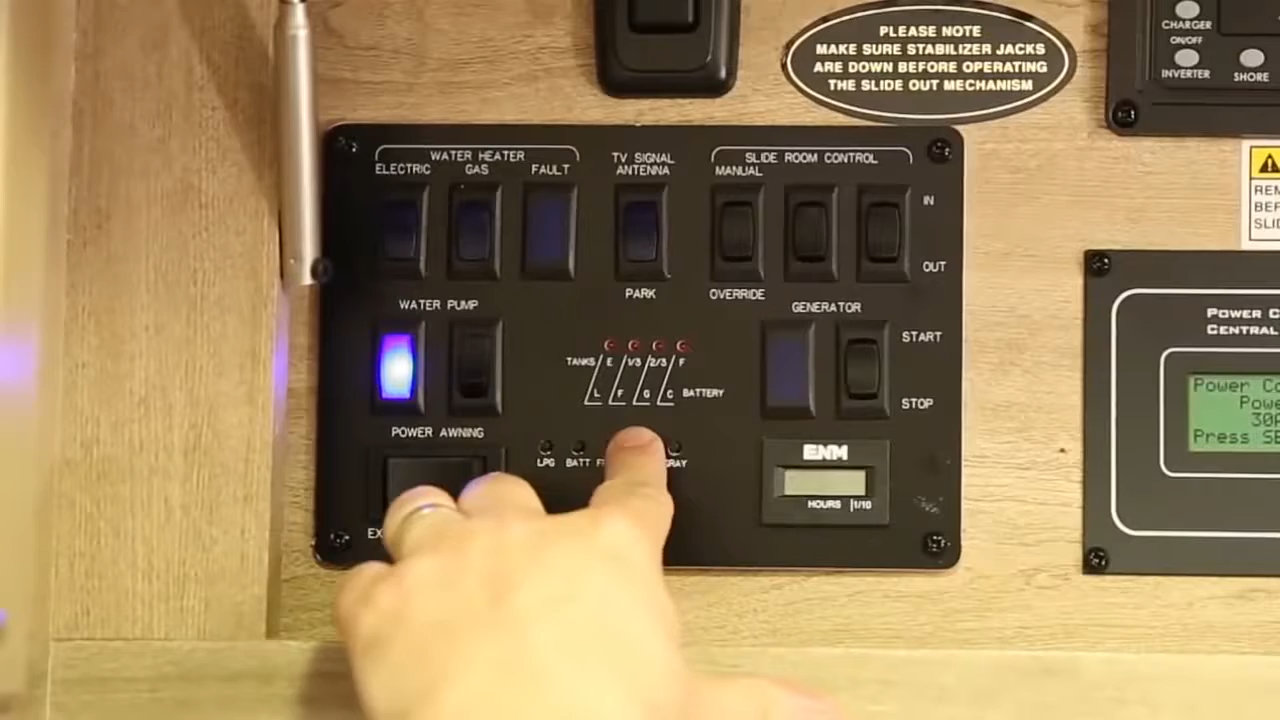 PLEASE NOTE
MAKE SURE STABILIZER JACKS
ARE DOWN BEFORE OPERATING
THE SLIDE OUT MECHANISM
CHARGER
ON/OFF
INVERTER SHORE
WATER HEATER
ELECTRIC GAS FAULT
TV SIGNAL
ANTENNA
PARK
SLIDE ROOM CONTROL
MANUAL
IN
OUT
OVERRIDE
WATER PUMP
GENERATOR
START
STOP
TANKS E 1/3 2/3 F
L F G C BATTERY
POWER AWNING
LPG BATT
EX
ENM
HOURS 1/10
POWER C
CENTRAL
Power Co
Powe
30A
Press SE
REM
BEF
SLID